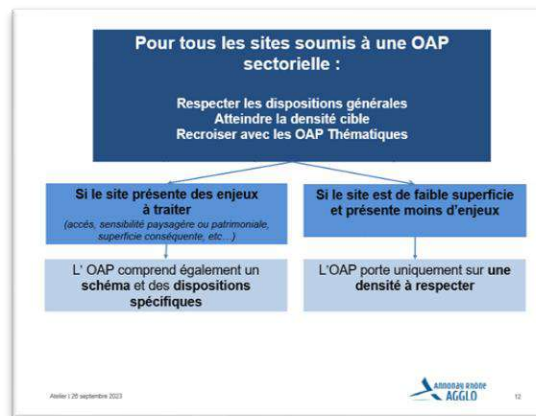 Pour tous les sites soumis à une OAP
sectorielle :
Respecter les dispositions générales
Atteindre la densité cible
Recroiser avec les OAP Thématiques
Si le site présente des enjeux
à traiter
(accés, sensibilité paysagère ou patrimoniale,
superficie conséquente, etc…)
Si le site est de faible superficie
et présente moins d'enjeux
L' OAP comprend également un
schéma et des dispositions
spécifiques
L'OAP porte uniquement sur une
densité à respecter
Atelier I 26 septembre 2023
ANNONAY RHÔNE
AGGLO
12